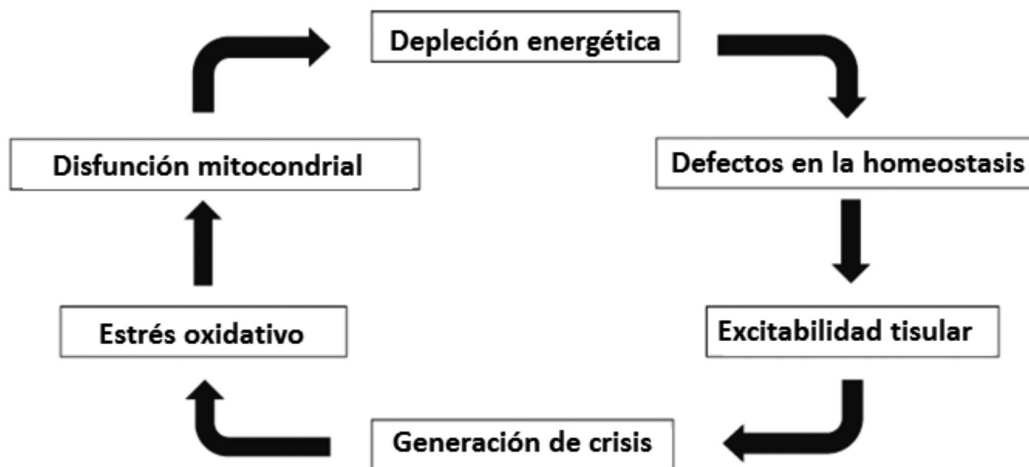 Depleción energética
Disfunción mitocondrial
Defectos en la homeostasis
Estrés oxidativo
Excitabilidad tisular
Generación de crisis